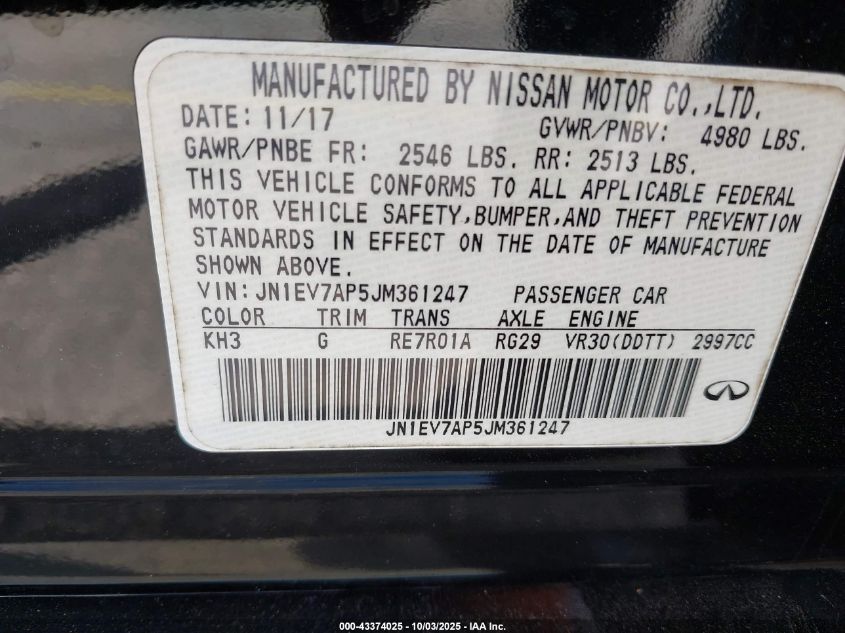 MANUFACTURED BY NISSAN MOTOR CO.,LTD.
DATE: 11/17 GVWR/PNBV: 4980 LBS.
GAWR/PNBE FR: 2546 LBS. RR: 2513 LBS.
THIS VEHICLE CONFORMS TO ALL APPLICABLE FEDERAL
MOTOR VEHICLE SAFETY,BUMPER,AND THEFT PREVENTION
STANDARDS IN EFFECT ON THE DATE OF MANUFACTURE
SHOWN ABOVE.
VIN: JN1EV7AP5JM361247 PASSENGER CAR
COLOR TRIM TRANS AXLE ENGINE
KH3 G RE7R01A RG29 VR30(DDTT) 2997CC
JN1EV7AP5JM361247
000-43374025 - 10/03/2025 - IAA Inc.